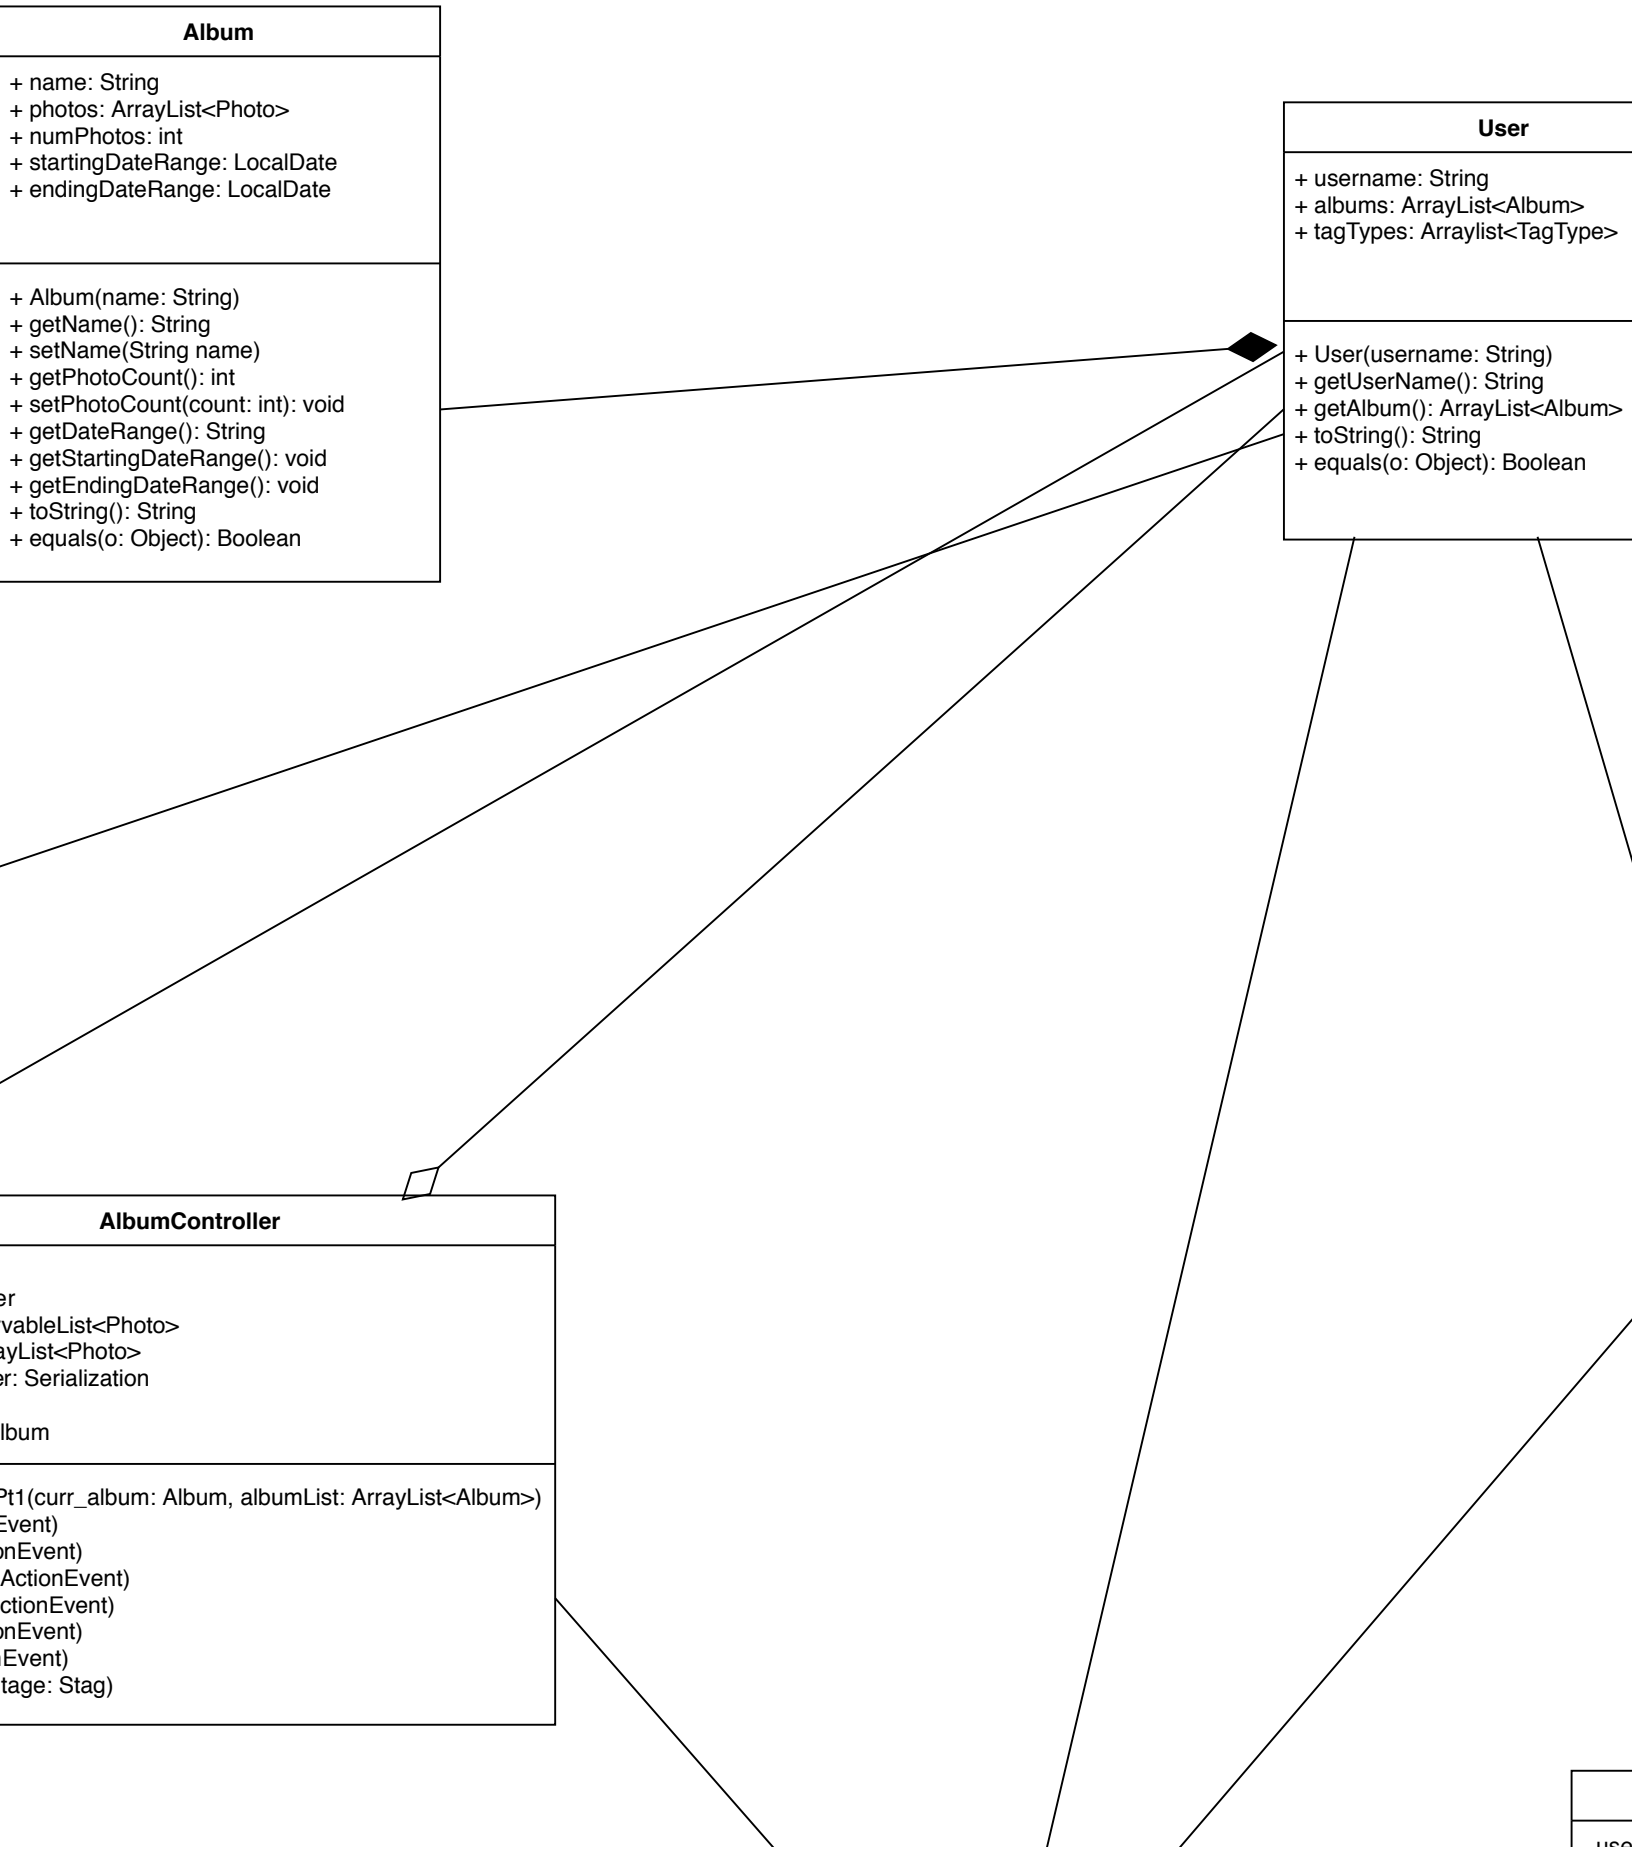 Album
+ name: String
+ photos: ArrayList<Photo>
+ numPhotos: int
+ startingDateRange: LocalDate
+ endingDateRange: LocalDate
+ Album(name: String)
+ getName(): String
+ setName(String name)
+ getPhotoCount(): int
+ setPhotoCount(count: int): void
+ getDateRange(): String
+ getStartingDateRange(): void
+ getEndingDateRange(): void
+ toString(): String
+ equals(o: Object): Boolean
User
+ username: String
+ albums: ArrayList<Album>
+ tagTypes: Arraylist<TagType>
+ User(username: String)
+ getUserName(): String
+ getAlbum(): ArrayList<Album>
+ toString(): String
+ equals(o: Object): Boolean
AlbumController
er
vableList<Photo>
ayList<Photo>
er: Serialization
lbum
Pt1(curr_album: Album, albumList: ArrayList<Album>)
Event)
onEvent)
ActionEvent)
ctionEvent)
onEvent)
Event)
tage: Stag)